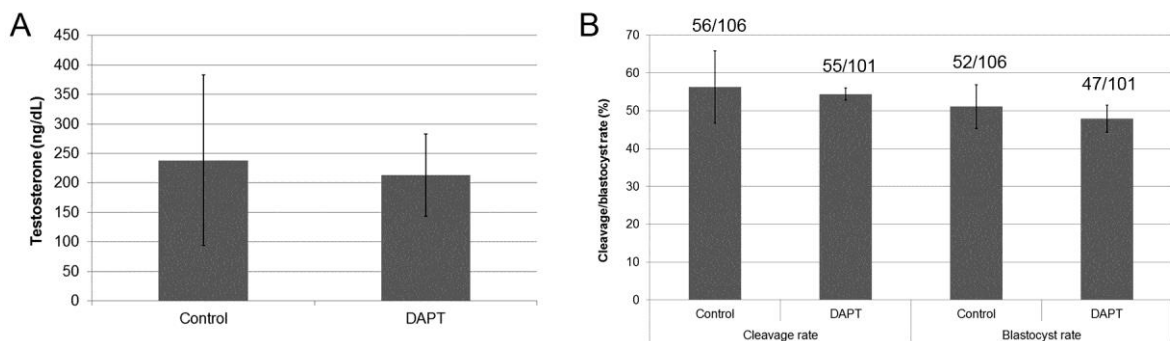 A
Testosterone (ng/dL)
450
400
350
300
250
200
150
100
50
0
Control DAPT
B
Cleavage/blastocyst rate (%)
70
60
50
40
30
20
10
0
56/106 55/101 52/106 47/101
Control DAPT Control DAPT
Cleavage rate Blastocyst rate